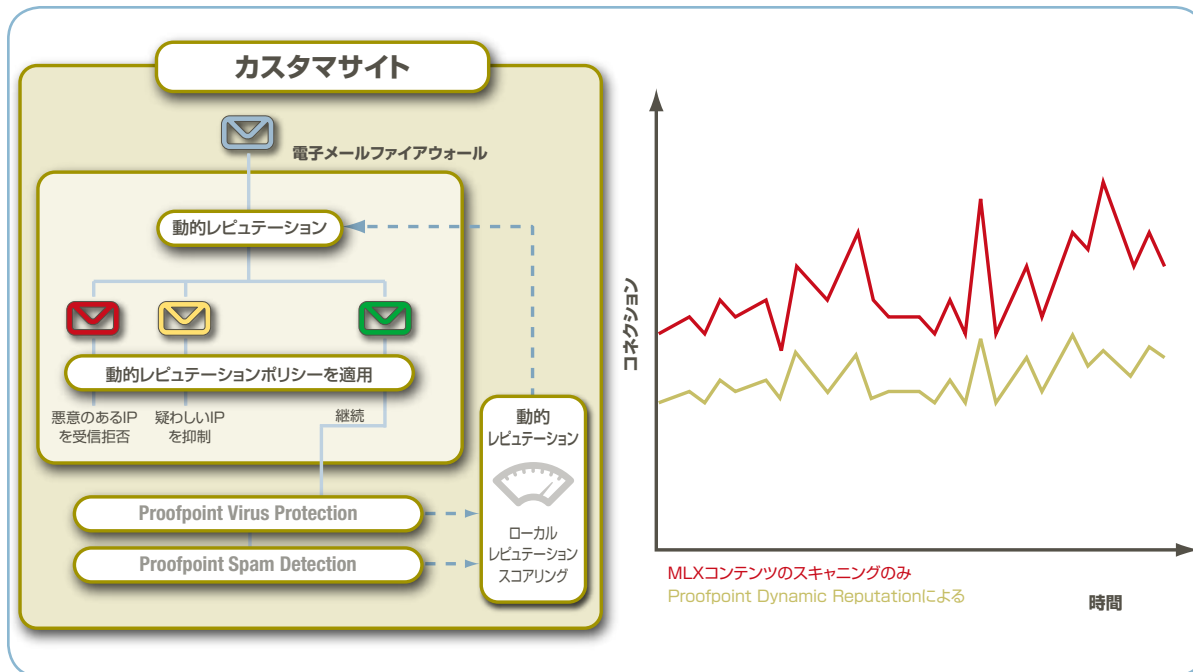 カスタマサイト
電子メールファイアウォール
動的レピュテーション
動的レピュテーションポリシーを適用
悪意のあるIP
を受信拒否
疑わしいIP
を抑制
継続
動的
レピュテーション
ローカル
レピュテーション
スコアリング
Proofpoint Virus Protection
Proofpoint Spam Detection
コネクション
MLXコンテンツのスキャニングのみ
Proofpoint Dynamic Reputationによる
時間